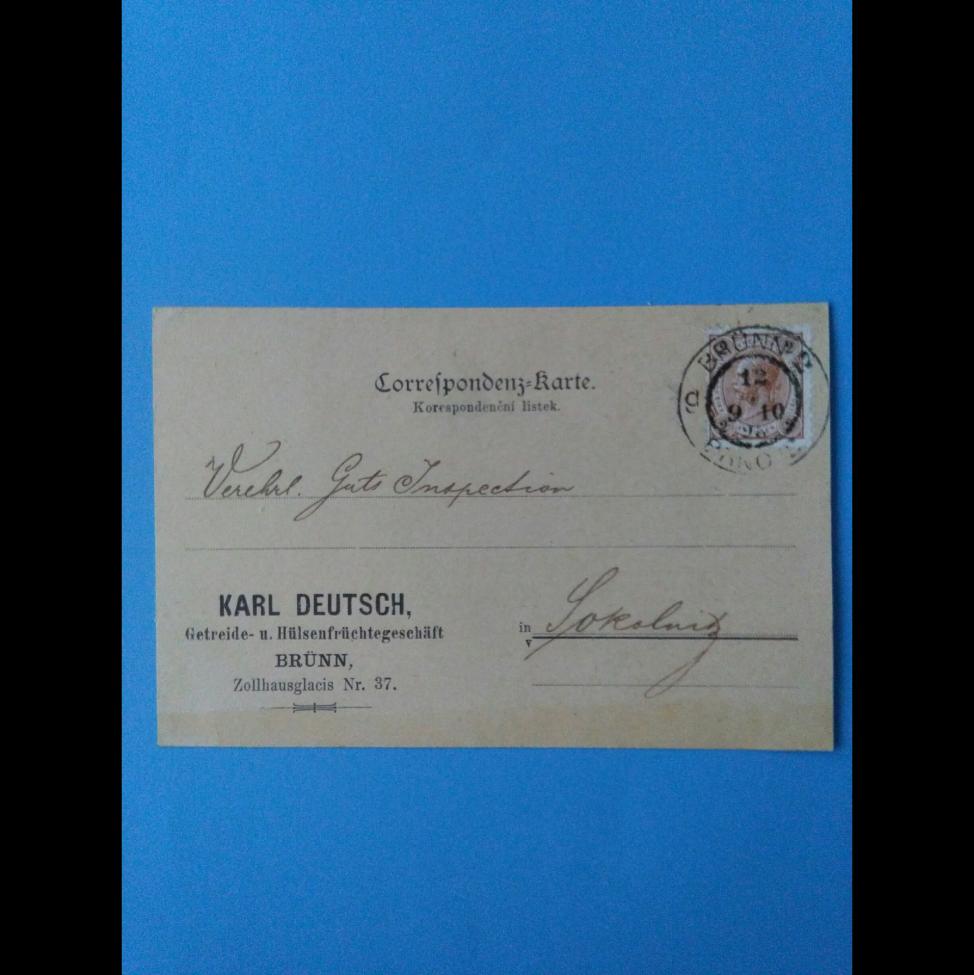 Correspondenz-Karte.
Korespondenční lístek.
BRÜNN
12
9 10
Verehrl. Guts Inspection
KARL DEUTSCH,
Getreide- u. Hülsenfrüchtegeschäft
BRÜNN,
Zollhausglacis Nr. 37.
in Sokolnitz
v